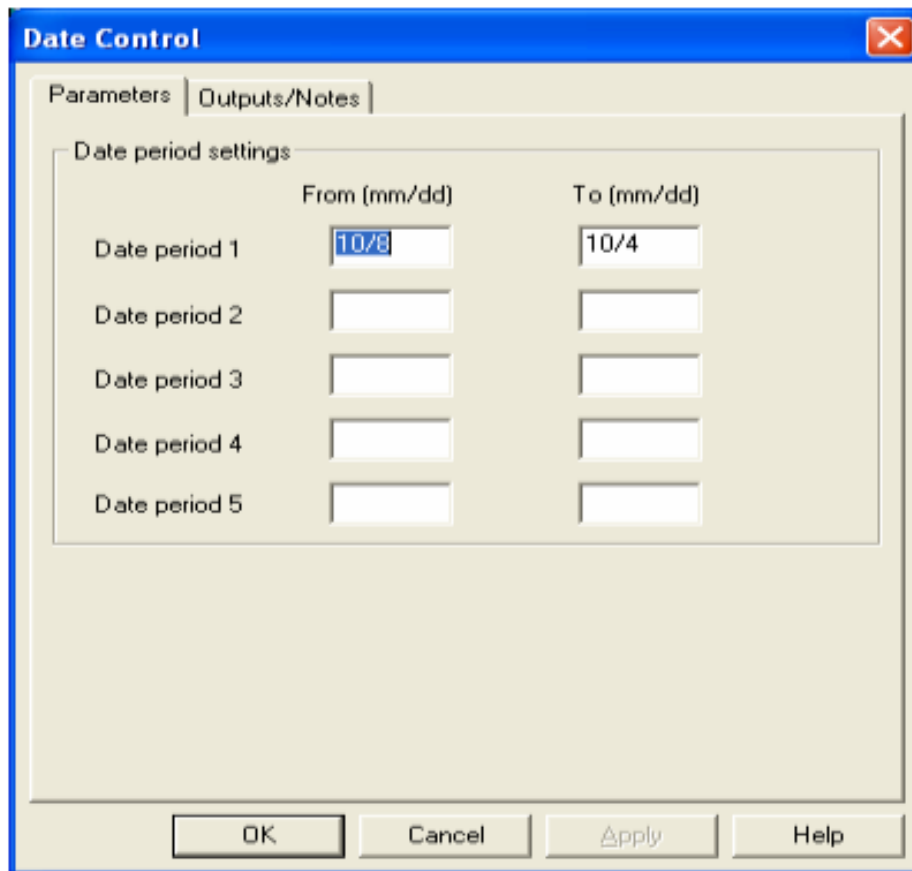 Date Control
Parameters Outputs/Notes
Date period settings
From (mm/dd) To (mm/dd)
Date period 1 10/8 10/4
Date period 2
Date period 3
Date period 4
Date period 5
OK Cancel Apply Help